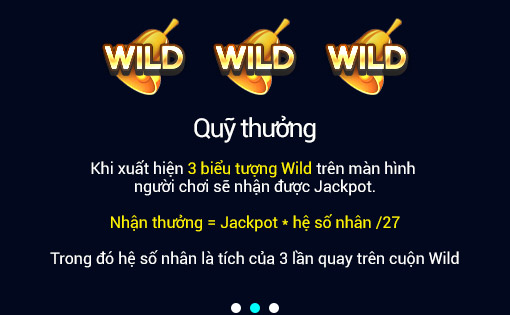 WILD WILD WILD
Quỹ thưởng
Khi xuất hiện 3 biểu tượng Wild trên màn hình
người chơi sẽ nhận được Jackpot.
Nhận thưởng = Jackpot * hệ số nhân /27
Trong đó hệ số nhân là tích của 3 lần quay trên cuộn Wild